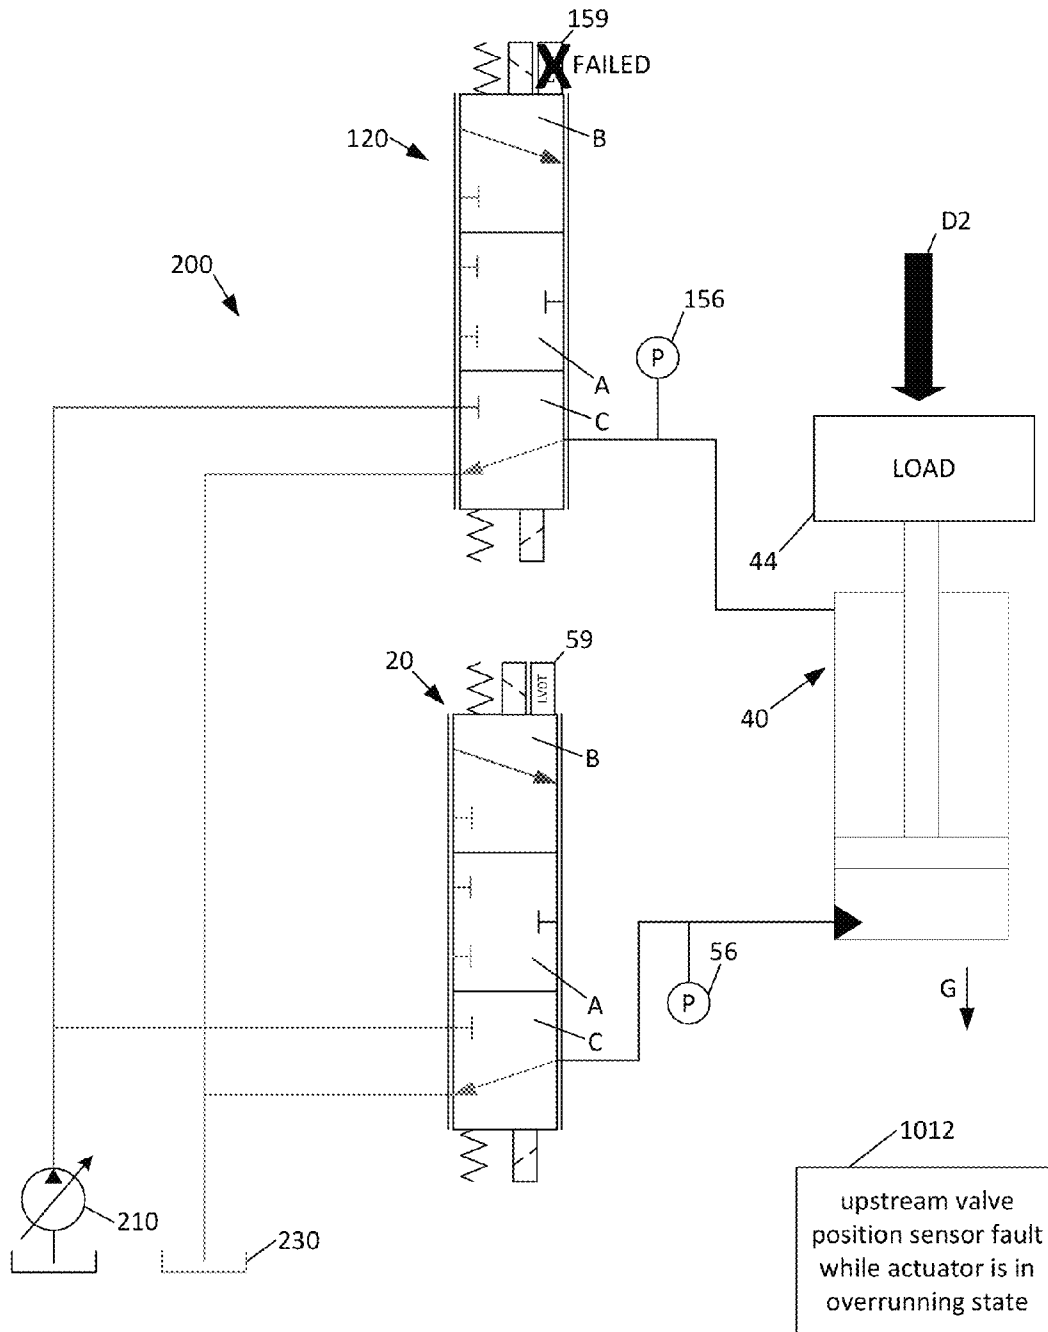 159
FAILED
120
B
D2
200
156
P
A
C
LOAD
44
20
59
LVDT
40
B
56
P
A
C
G
1012
210
230
upstream valve
position sensor fault
while actuator is in
overrunning state